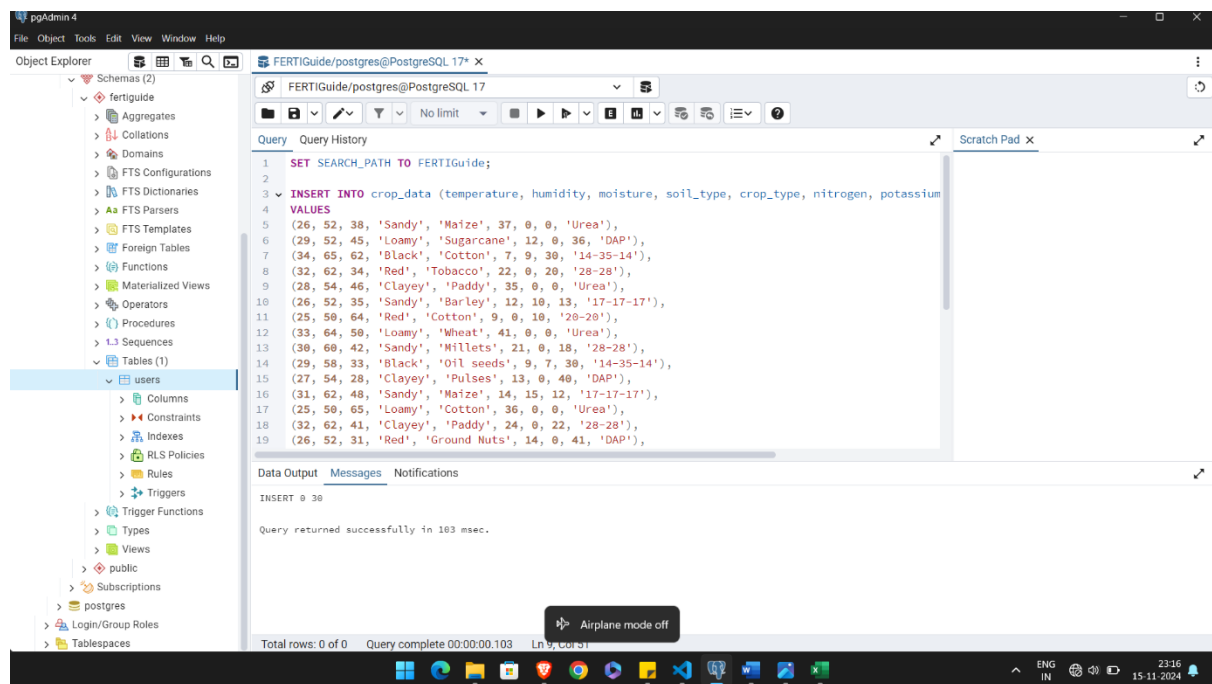 pgAdmin 4
File Object Tools Edit View Window Help
Object Explorer
FERTIGuide/postgres@PostgreSQL 17*
Schemas (2)
fertiguide
Aggregates
Collations
Domains
FTS Configurations
FTS Dictionaries
Aa FTS Parsers
FTS Templates
Foreign Tables
Functions
Materialized Views
Operators
Procedures
1..3 Sequences
Tables (1)
users
Columns
Constraints
Indexes
RLS Policies
Rules
Triggers
Trigger Functions
Types
Views
public
Subscriptions
postgres
Login/Group Roles
Tablespaces
FERTIGuide/postgres@PostgreSQL 17
No limit
E
Query Query History
Scratch Pad
1 SET SEARCH_PATH TO FERTIGuide;
2
3 INSERT INTO crop_data (temperature, humidity, moisture, soil_type, crop_type, nitrogen, potassium
4 VALUES
5 (26, 52, 38, 'Sandy', 'Maize', 37, 0, 0, 'Urea'),
6 (29, 52, 45, 'Loamy', 'Sugarcane', 12, 0, 36, 'DAP'),
7 (34, 65, 62, 'Black', 'Cotton', 7, 9, 30, '14-35-14'),
8 (32, 62, 34, 'Red', 'Tobacco', 22, 0, 20, '28-28'),
9 (28, 54, 46, 'Clayey', 'Paddy', 35, 0, 0, 'Urea'),
10 (26, 52, 35, 'Sandy', 'Barley', 12, 10, 13, '17-17-17'),
11 (25, 50, 64, 'Red', 'Cotton', 9, 0, 10, '20-20'),
12 (33, 64, 50, 'Loamy', 'Wheat', 41, 0, 0, 'Urea'),
13 (30, 60, 42, 'Sandy', 'Millets', 21, 0, 18, '28-28'),
14 (29, 58, 33, 'Black', 'Oil seeds', 9, 7, 30, '14-35-14'),
15 (27, 54, 28, 'Clayey', 'Pulses', 13, 0, 40, 'DAP'),
16 (31, 62, 48, 'Sandy', 'Maize', 14, 15, 12, '17-17-17'),
17 (25, 50, 65, 'Loamy', 'Cotton', 36, 0, 0, 'Urea'),
18 (32, 62, 41, 'Clayey', 'Paddy', 24, 0, 22, '28-28'),
19 (26, 52, 31, 'Red', 'Ground Nuts', 14, 0, 41, 'DAP'),
Data Output Messages Notifications
INSERT 0 30
Query returned successfully in 103 msec.
Airplane mode off
Total rows: 0 of 0 Query complete 00:00:00.103 Ln 9, Col 51
ENG
IN
23:16
15-11-2024